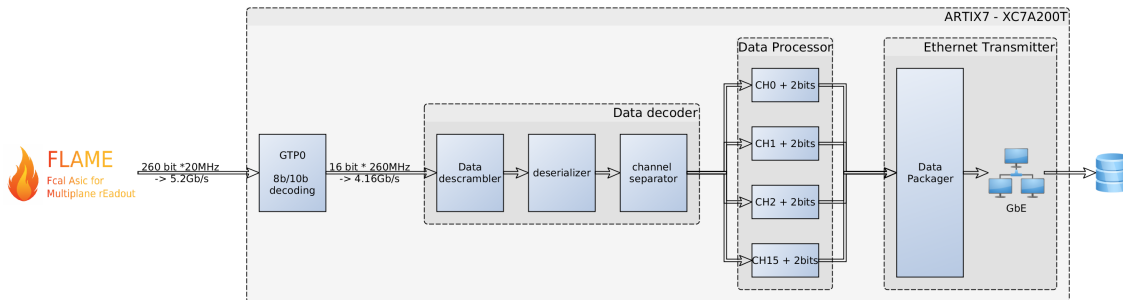 ARTIX7 - XC7A200T
Data Processor
Ethernet Transmitter
Data decoder
FLAME
Fcal Asic for
Multiplane rEadout
260 bit *20MHz
-> 5.2Gb/s
GTP0
8b/10b
decoding
16 bit * 260MHz
-> 4.16Gb/s
Data
descrambler
deserializer
channel
separator
CH0 + 2bits
CH1 + 2bits
CH2 + 2bits
CH15 + 2bits
Data
Packager
GbE